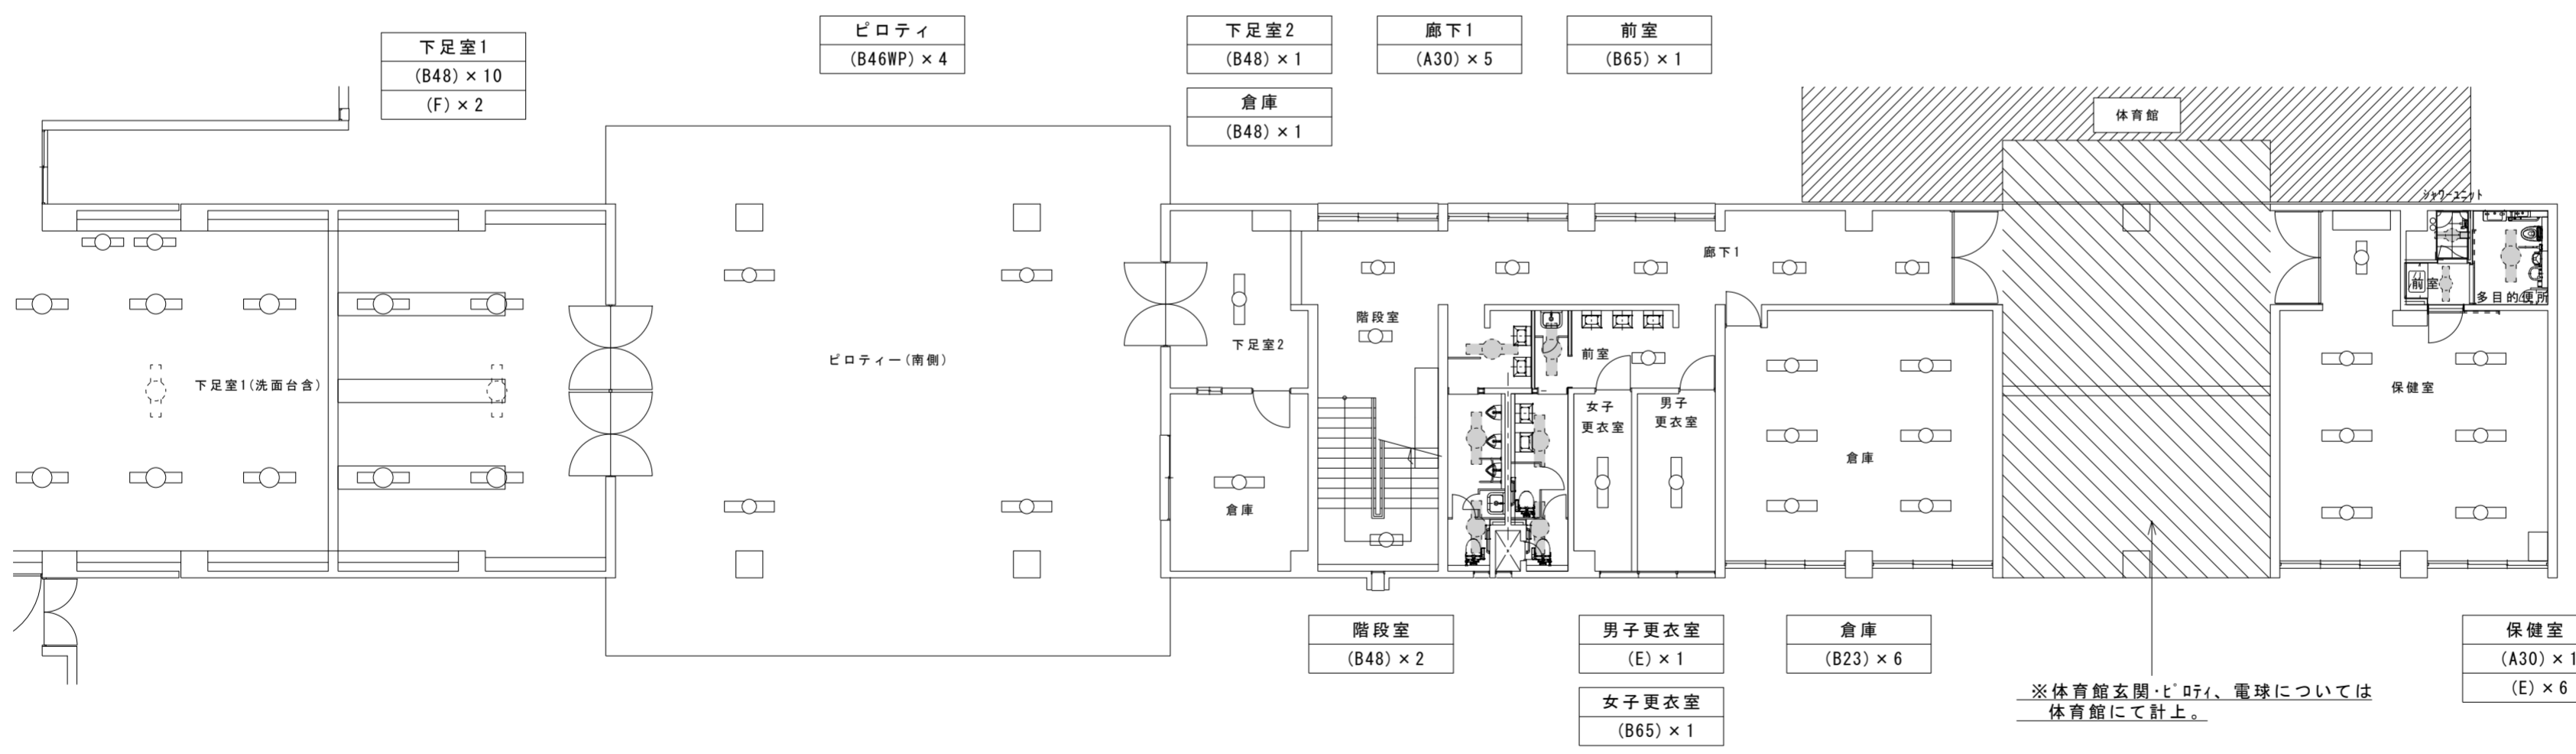 下足室1
(B48) × 10
(F) × 2
ピロティ
(B46WP) × 4
下足室2
(B48) × 1
倉庫
(B48) × 1
廊下1
(A30) × 5
前室
(B65) × 1
体育館
シャワーユニット
廊下1
前室
多目的便所
階段室
下足室2
前室
ピロティー(南側)
下足室1(洗面台含)
保健室
女子
更衣室
男子
更衣室
倉庫
倉庫
階段室
(B48) × 2
男子更衣室
(E) × 1
女子更衣室
(B65) × 1
倉庫
(B23) × 6
保健室
(A30) × 1
(E) × 6
※体育館玄関・ピロティ、電球については
体育館にて計上。